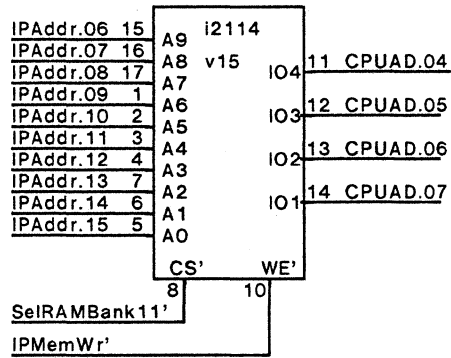 i2114
v15
IPAddr.06 15 A9
IPAddr.07 16 A8
IPAddr.08 17 A7
IPAddr.09 1 A6
IPAddr.10 2 A5
IPAddr.11 3 A4
IPAddr.12 4 A3
IPAddr.13 7 A2
IPAddr.14 6 A1
IPAddr.15 5 A0
IO4 11 CPUAD.04
IO3 12 CPUAD.05
IO2 13 CPUAD.06
IO1 14 CPUAD.07
CS' WE'
8 10
SelRAMBank11'
IPMemWr'